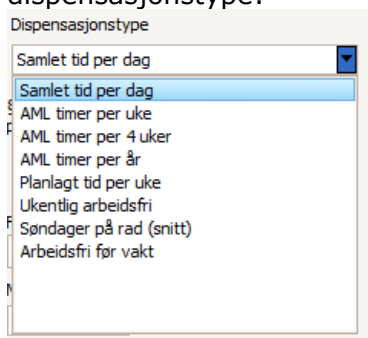 dispensasjonstype:
Dispensasjonstype
Samlet tid per dag
Samlet tid per dag
AML timer per uke
AML timer per 4 uker
AML timer per år
Planlagt tid per uke
Ukentlig arbeidsfri
Søndager på rad (snitt)
Arbeidsfri før vakt